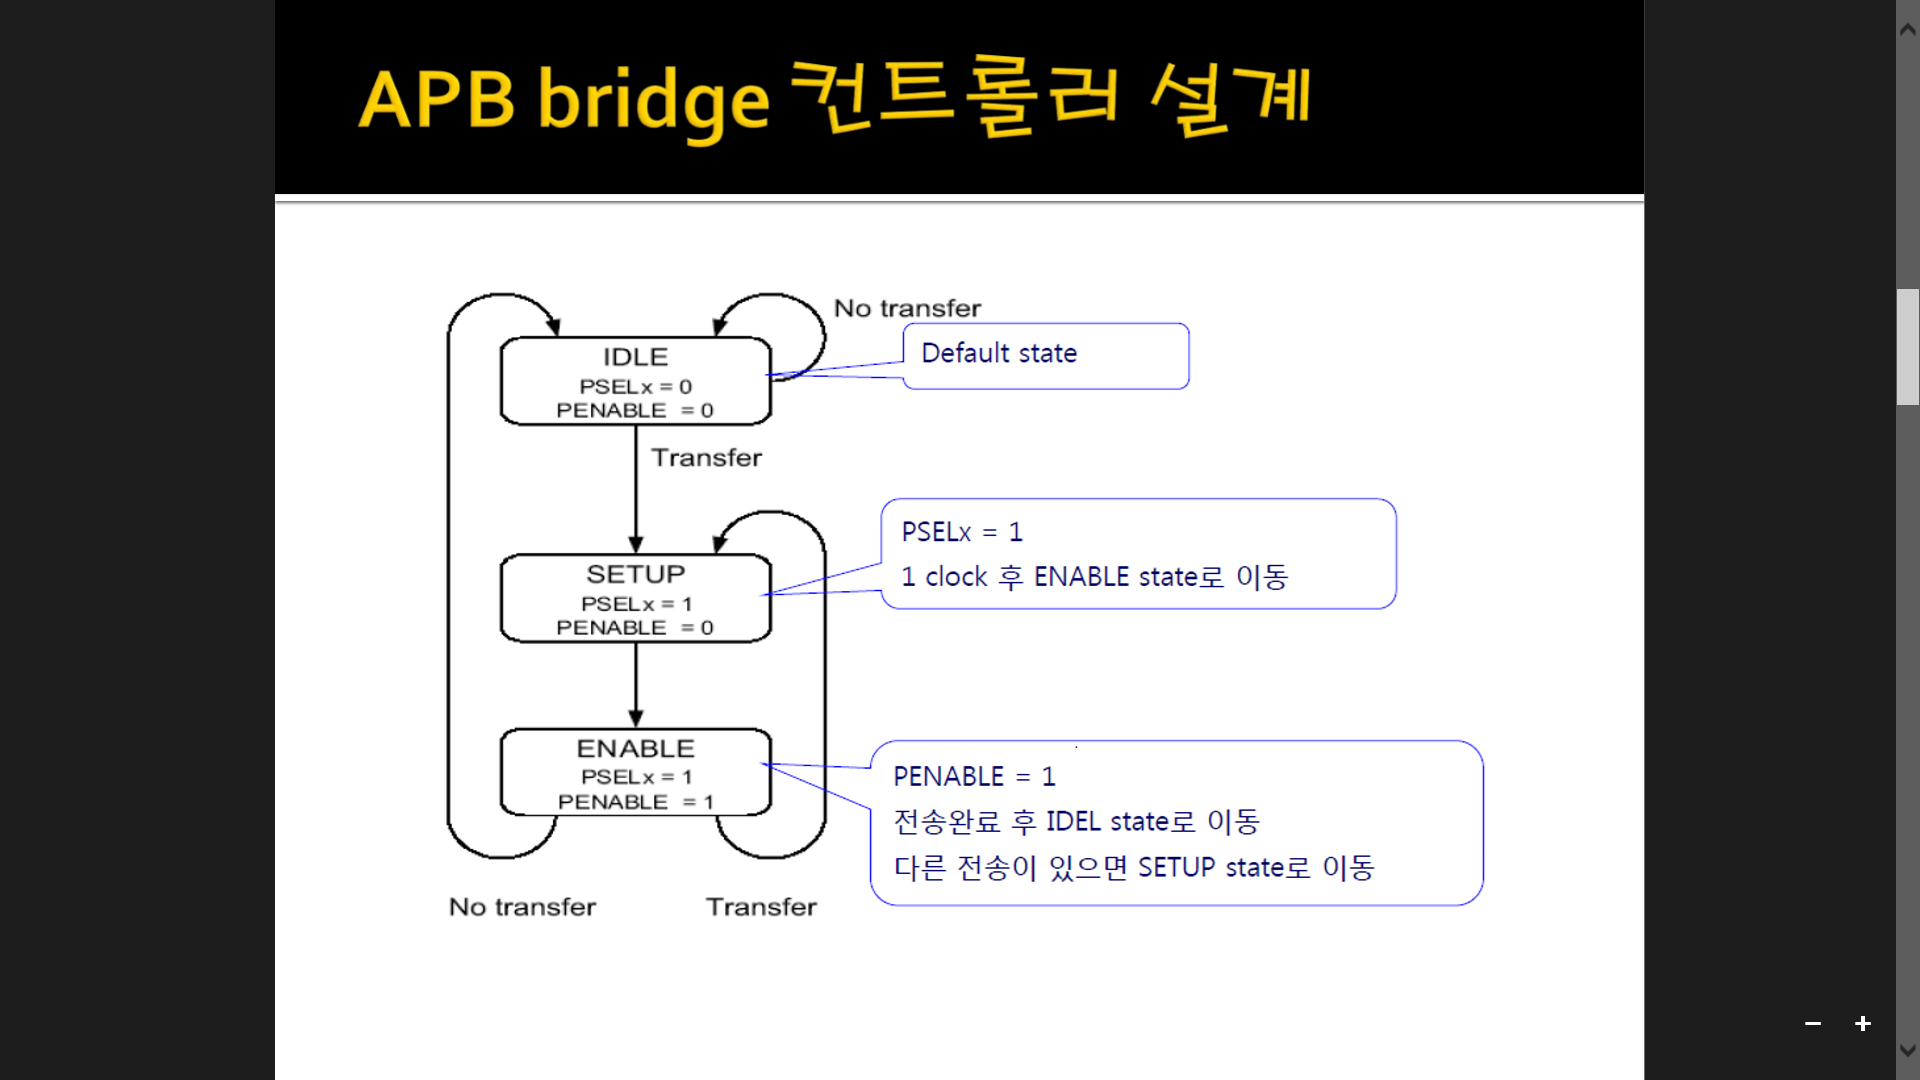 APB bridge 컨트롤러 설계
No transfer
Default state
IDLE
PSELx = 0
PENABLE = 0
Transfer
PSELx = 1
1 clock 후 ENABLE state로 이동
SETUP
PSELx = 1
PENABLE = 0
ENABLE
PSELx = 1
PENABLE = 1
PENABLE = 1
전송완료 후 IDEL state로 이동
다른 전송이 있으면 SETUP state로 이동
No transfer
Transfer